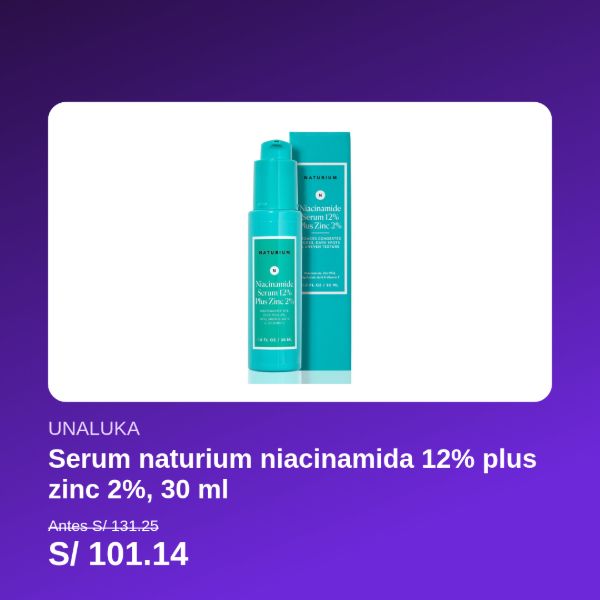 NATURIUM
N
Niacinamide
Serum 12%
Plus Zinc 2%
NATURIUM
N
Niacinamide
Serum 12%
Plus Zinc 2%
UNALUKA
Serum naturium niacinamida 12% plus
zinc 2%, 30 ml
Antes S/ 131.25
S/ 101.14